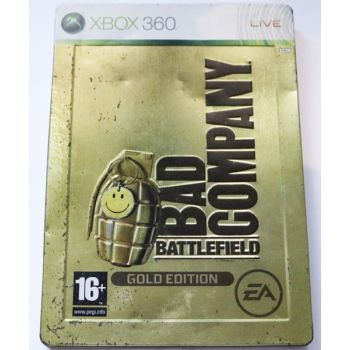 XBOX 360
LIVE
BAD
COMPANY
BATTLEFIELD
GOLD EDITION
16+
www.pegi.info
EA